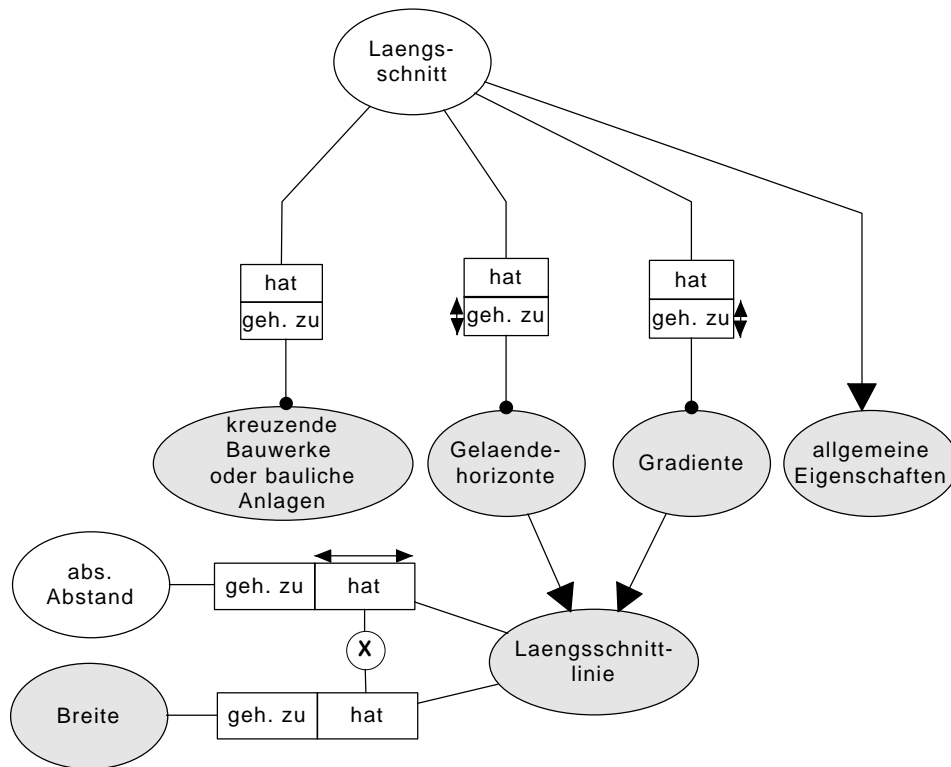 Laengs-
schnitt
hat
geh. zu
hat
geh. zu
hat
geh. zu
kreuzende
Bauwerke
oder bauliche
Anlagen
Gelaende-
horizonte
Gradiente
allgemeine
Eigenschaften
abs.
Abstand
geh. zu
hat
X
Laengsschnitt-
linie
Breite
geh. zu
hat